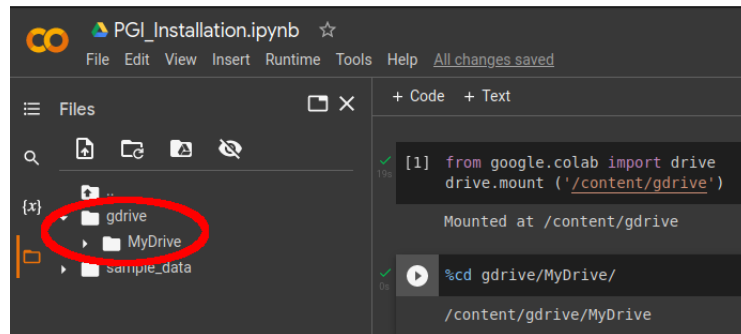 PGI_Installation.ipynb
File Edit View Insert Runtime Tools Help All changes saved
Files
+ Code + Text
{x}
..
gdrive
MyDrive
sample_data
[1] from google.colab import drive
drive.mount ('/content/gdrive')
19s
Mounted at /content/gdrive
%cd gdrive/MyDrive/
0s
/content/gdrive/MyDrive